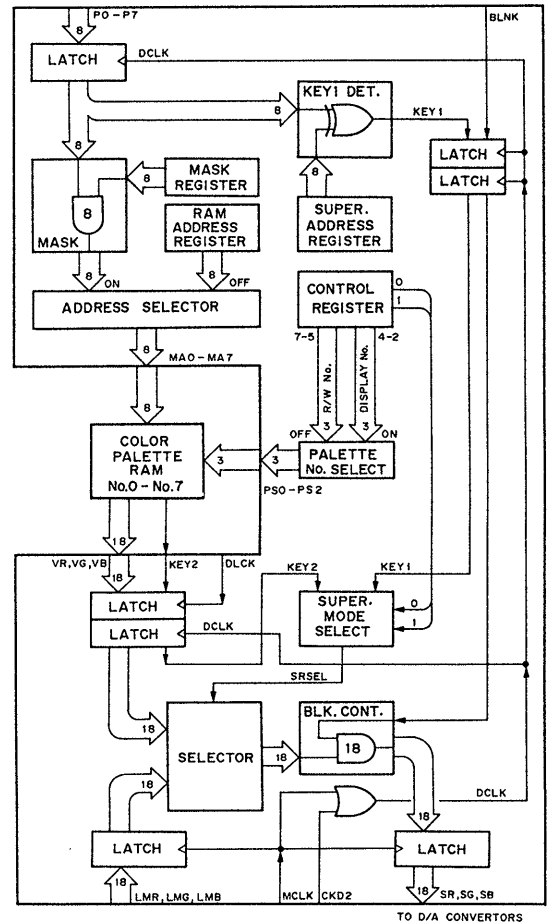 PO-P7
BLNK
8
LATCH
DCLK
KEY1 DET.
KEY1
8
8
LATCH
LATCH
8
MASK
REGISTER
8
8
MASK
RAM
ADDRESS
REGISTER
SUPER.
ADDRESS
REGISTER
8
ON
8
OFF
ADDRESS SELECTOR
CONTROL
REGISTER
0
1
7-5
4-2
8
MA0-MA7
R/W No.
DISPLAY No.
8
OFF
3
3
ON
COLOR
PALETTE
RAM
No.0-No.7
3
3
PALETTE
No. SELECT
PS0-PS2
18
VR,VG,VB
KEY2
DLCK
KEY2
KEY1
18
LATCH
LATCH
DCLK
SUPER.
MODE
SELECT
0
1
SRSEL
18
SELECTOR
BLK. CONT.
18
18
18
18
DCLK
LATCH
LATCH
18
LMR,LMG,LMB
MCLK
CKD2
18
SR,SG,SB
TO D/A CONVERTORS